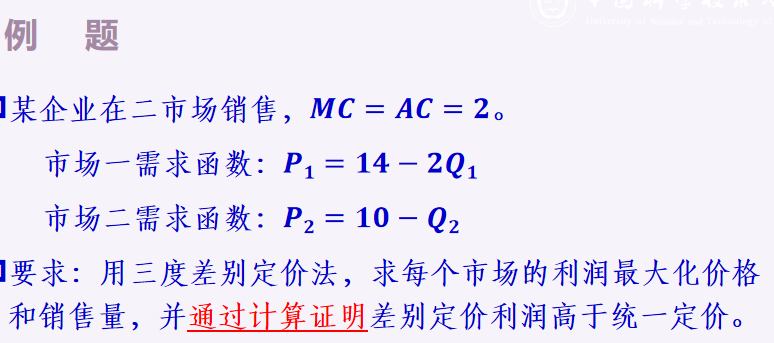 例 题
某企业在二市场销售，MC = AC = 2。
市场一需求函数：P₁ = 14 − 2Q₁
市场二需求函数：P₂ = 10 − Q₂
要求：用三度差别定价法，求每个市场的利润最大化价格
和销售量，并通过计算证明差别定价利润高于统一定价。